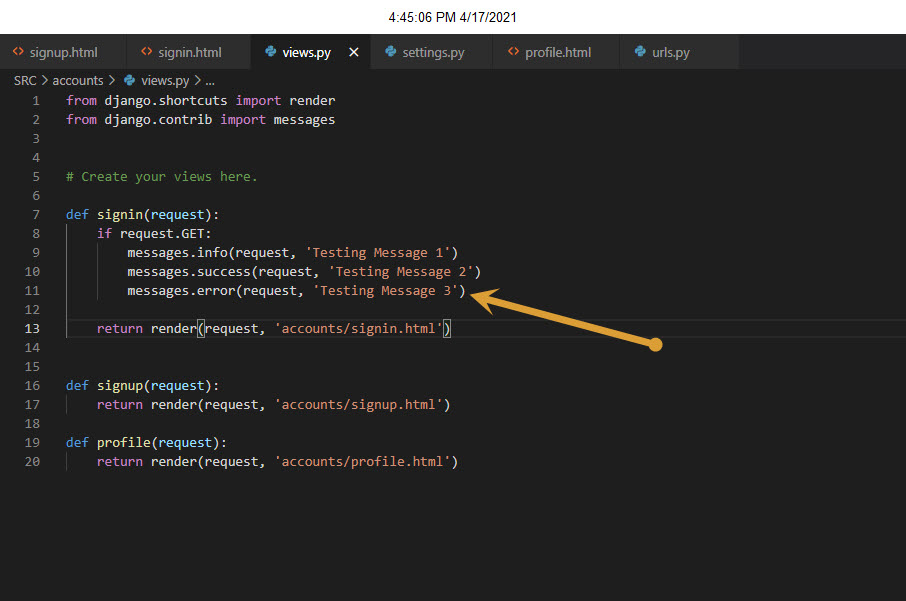 4:45:06 PM 4/17/2021
signup.html signin.html views.py settings.py profile.html urls.py
SRC > accounts > views.py > ...
1 from django.shortcuts import render
2 from django.contrib import messages
3
4
5 # Create your views here.
6
7 def signin(request):
8     if request.GET:
9         messages.info(request, 'Testing Message 1')
10         messages.success(request, 'Testing Message 2')
11         messages.error(request, 'Testing Message 3')
12
13     return render(request, 'accounts/signin.html')
14
15
16 def signup(request):
17     return render(request, 'accounts/signup.html')
18
19 def profile(request):
20     return render(request, 'accounts/profile.html')